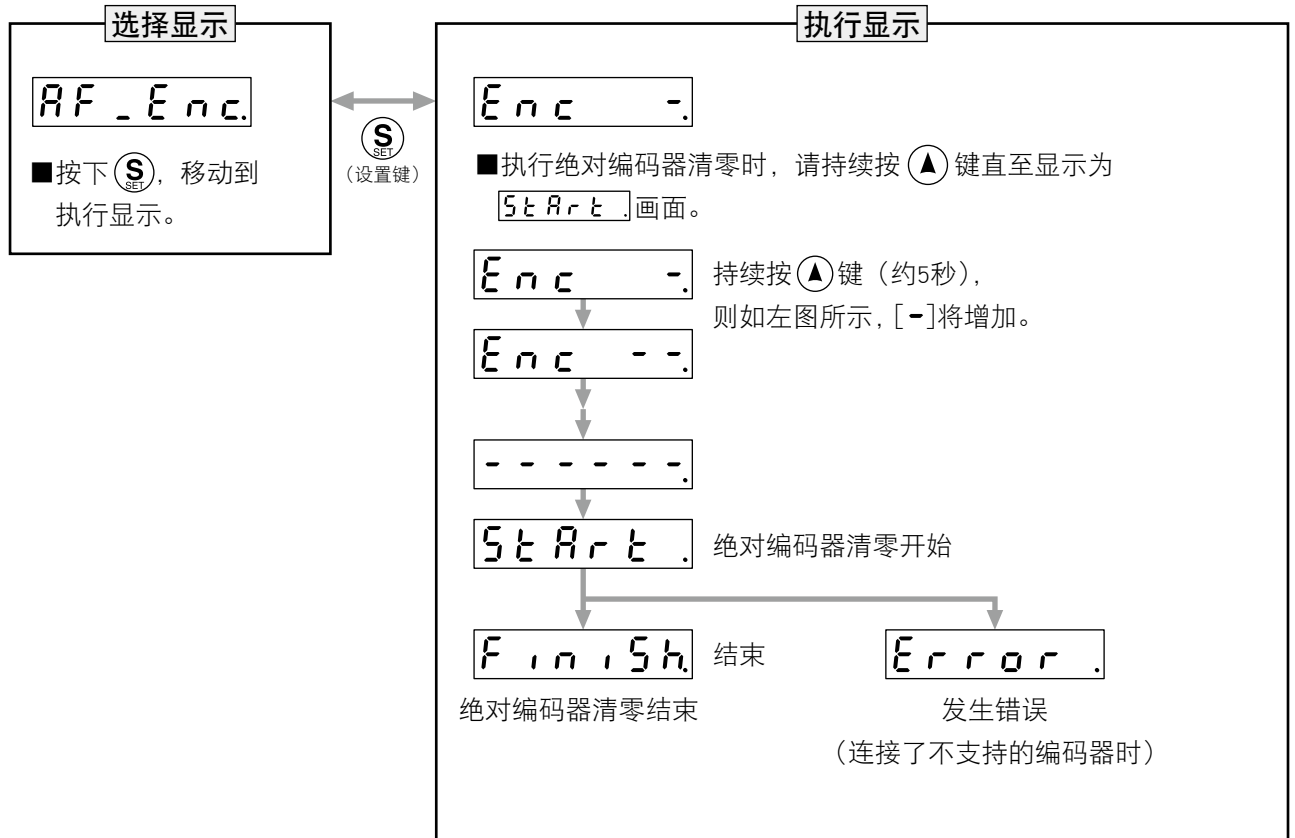 选择显示
AF_Enc.
■按下 S SET，移动到
执行显示。
S
SET
（设置键）
执行显示
Enc -.
■执行绝对编码器清零时，请持续按 ▲ 键直至显示为
StArt .画面。
Enc -.
持续按▲键（约5秒），
则如左图所示，[-]将增加。
Enc --.
------.
StArt .
绝对编码器清零开始
FiniSh.
结束
绝对编码器清零结束
Error .
发生错误
（连接了不支持的编码器时）